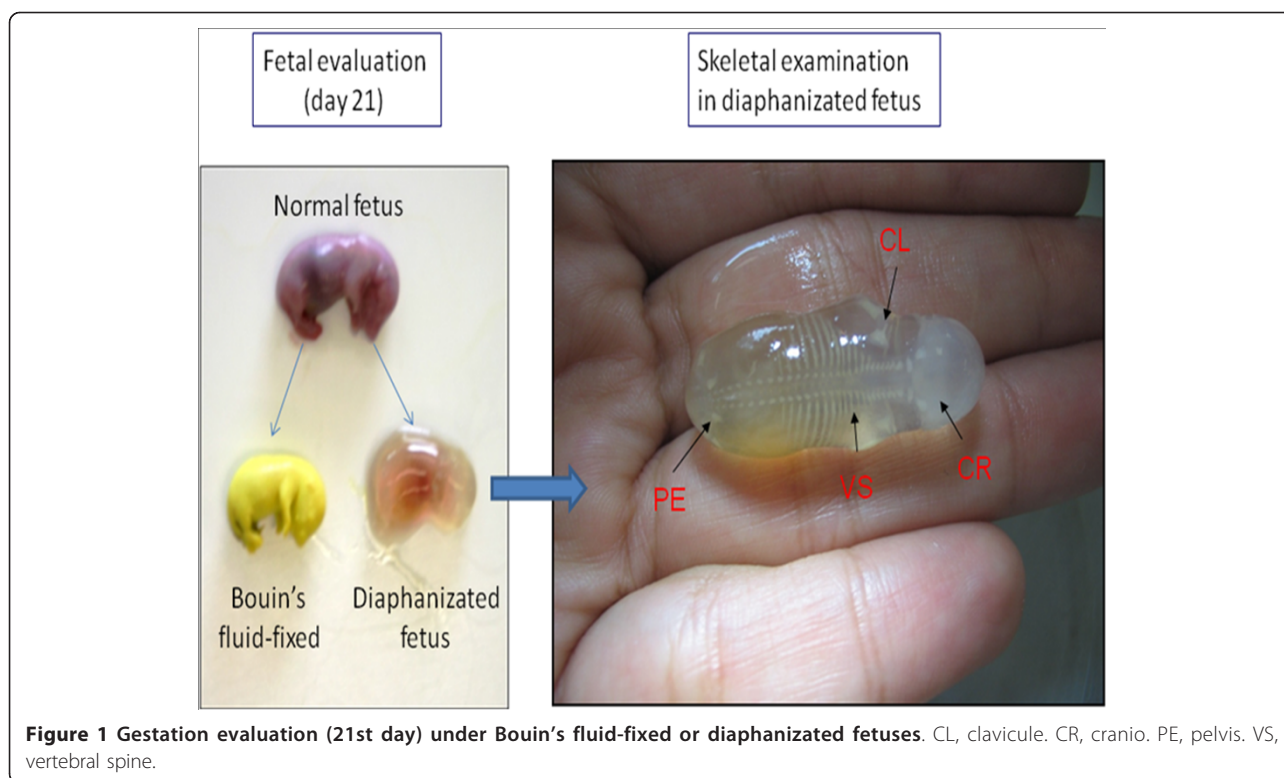 Fetal evaluation
(day 21)
Skeletal examination
in diaphanizated fetus
Normal fetus
Bouin's
fluid-fixed
Diaphanizated
fetus
CL
PE
VS
CR
Figure 1 Gestation evaluation (21st day) under Bouin's fluid-fixed or diaphanizated fetuses. CL, clavicule. CR, cranio. PE, pelvis. VS,
vertebral spine.